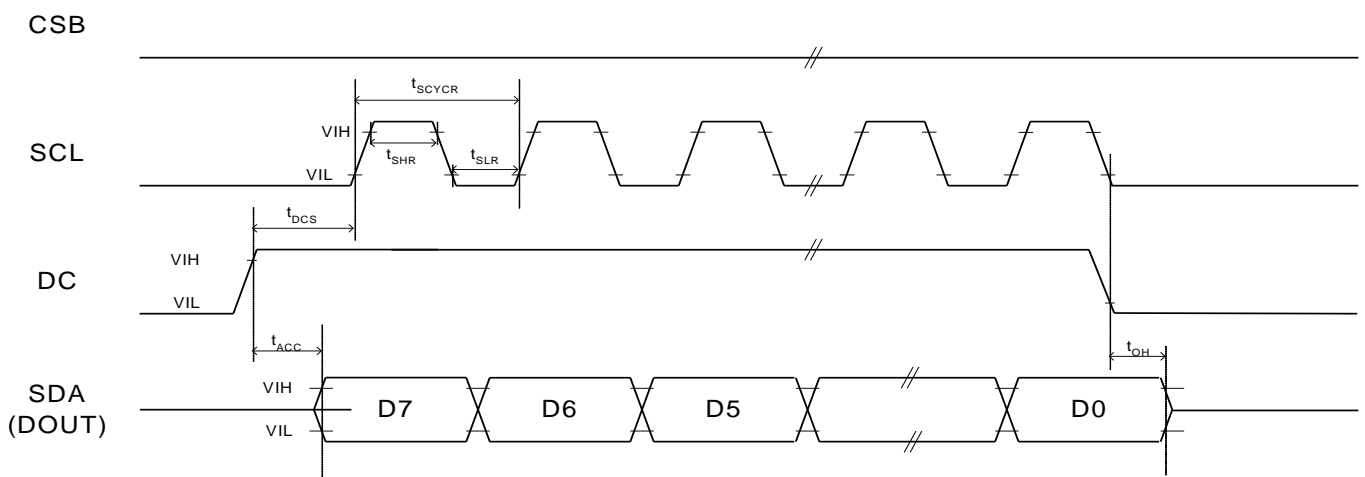 CSB
tSCYCR
VIH
SCL
tSHR
tSLR
VIL
tDCS
VIH
DC
VIL
tACC
tOH
VIH
SDA
(DOUT)
D7
D6
D5
D0
VIL